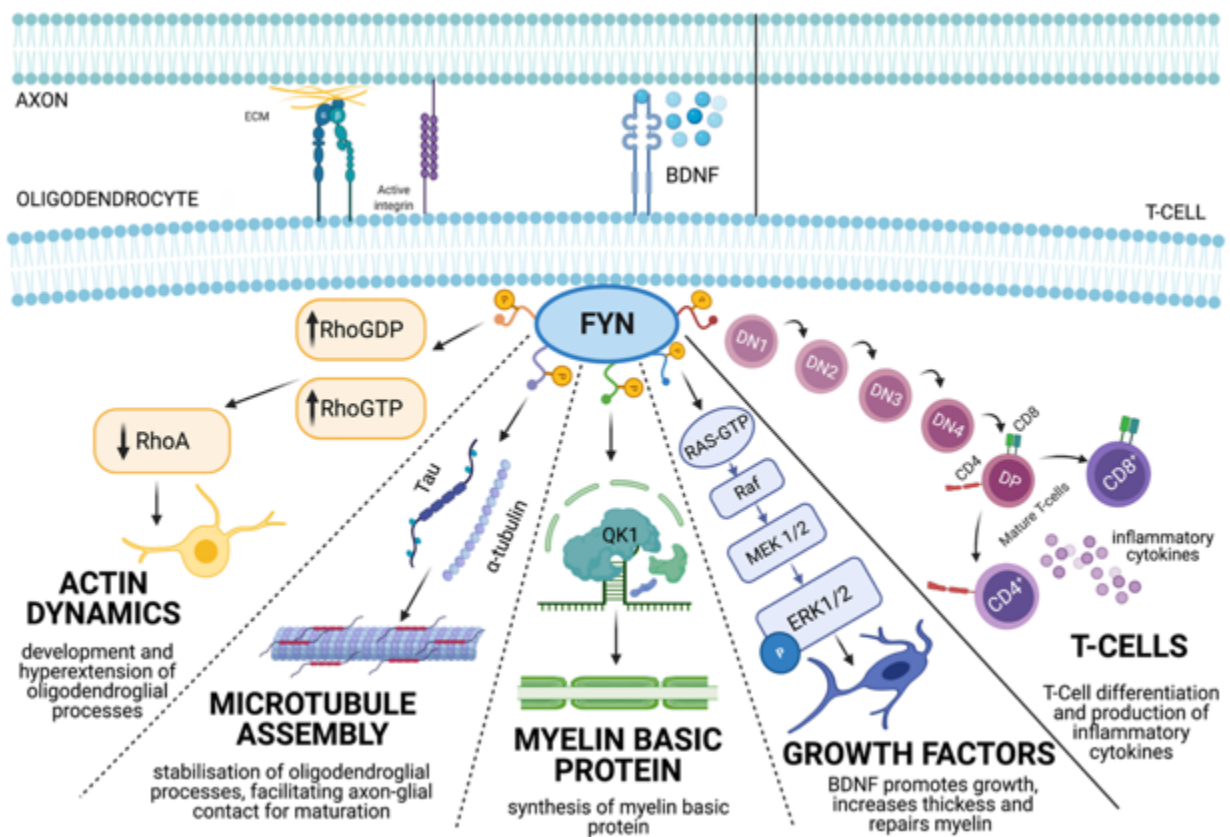 AXON
ECM
Active
integrin
BDNF
OLIGODENDROCYTE
T-CELL
FYN
P
P
P
P
↑RhoGDP
↑RhoGTP
↓ RhoA
ACTIN
DYNAMICS
development and
hyperextension of
oligodendroglial
processes
Tau
α-tubulin
MICROTUBULE
ASSEMBLY
stabilisation of oligodendroglial
processes, facilitating axon-glial
contact for maturation
QK1
MYELIN BASIC
PROTEIN
synthesis of myelin basic
protein
RAS-GTP
Raf
MEK 1/2
ERK1/2
P
GROWTH FACTORS
BDNF promotes growth,
increases thickess and
repairs myelin
DN1
DN2
DN3
DN4
CD8
CD4
DP
CD8⁺
Mature T-cells
inflammatory
cytokines
CD4⁺
T-CELLS
T-Cell differentiation
and production of
inflammatory
cytokines